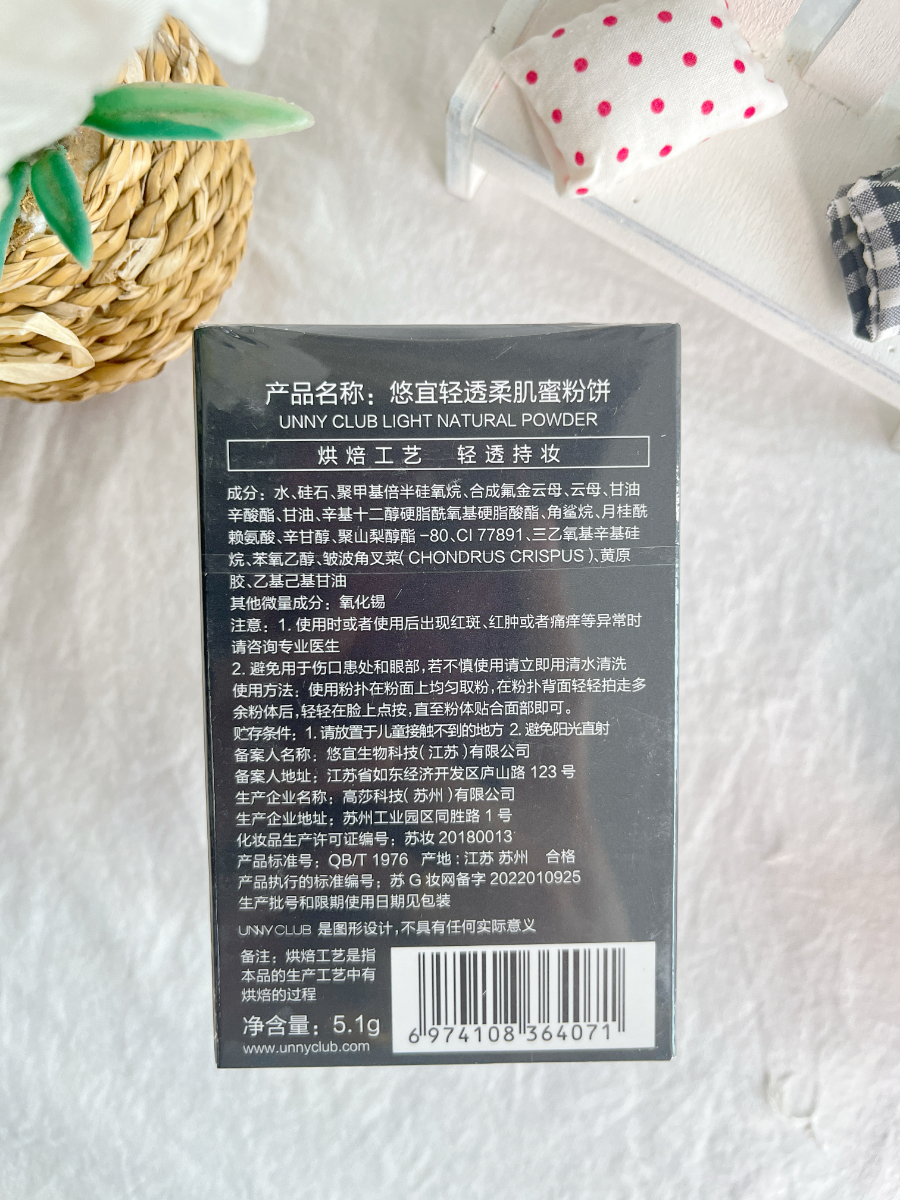 产品名称：悠宜轻透柔肌蜜粉饼
UNNY CLUB LIGHT NATURAL POWDER
烘焙工艺 轻透持妆
成分：水、硅石、聚甲基倍半硅氧烷、合成氟金云母、云母、甘油
辛酸酯、甘油、辛基十二醇硬脂酰氧基硬脂酸酯、角鲨烷、月桂酰
赖氨酸、辛甘醇、聚山梨醇酯-80、CI 77891、三乙氧基辛基硅
烷、苯氧乙醇、皱波角叉菜(CHONDRUS CRISPUS)、黄原
胶、乙基己基甘油
其他微量成分：氧化锡
注意：1. 使用时或者使用后出现红斑、红肿或者痛痒等异常时
请咨询专业医生
2. 避免用于伤口患处和眼部,若不慎使用请立即用清水清洗
使用方法：使用粉扑在粉面上均匀取粉,在粉扑背面轻轻拍走多
余粉体后,轻轻在脸上点按,直至粉体贴合面部即可。
贮存条件：1. 请放置于儿童接触不到的地方 2. 避免阳光直射
备案人名称：悠宜生物科技(江苏)有限公司
备案人地址：江苏省如东经济开发区庐山路 123 号
生产企业名称：高莎科技(苏州)有限公司
生产企业地址：苏州工业园区同胜路 1 号
化妆品生产许可证编号：苏妆 20180013
产品标准号：QB/T 1976 产地:江苏 苏州 合格
产品执行的标准编号：苏 G 妆网备字 2022010925
生产批号和限期使用日期见包装
UNNY CLUB 是图形设计,不具有任何实际意义
备注：烘焙工艺是指
本品的生产工艺中有
烘焙的过程
净含量：5.1g
www.unnyclub.com
6 974108 364071